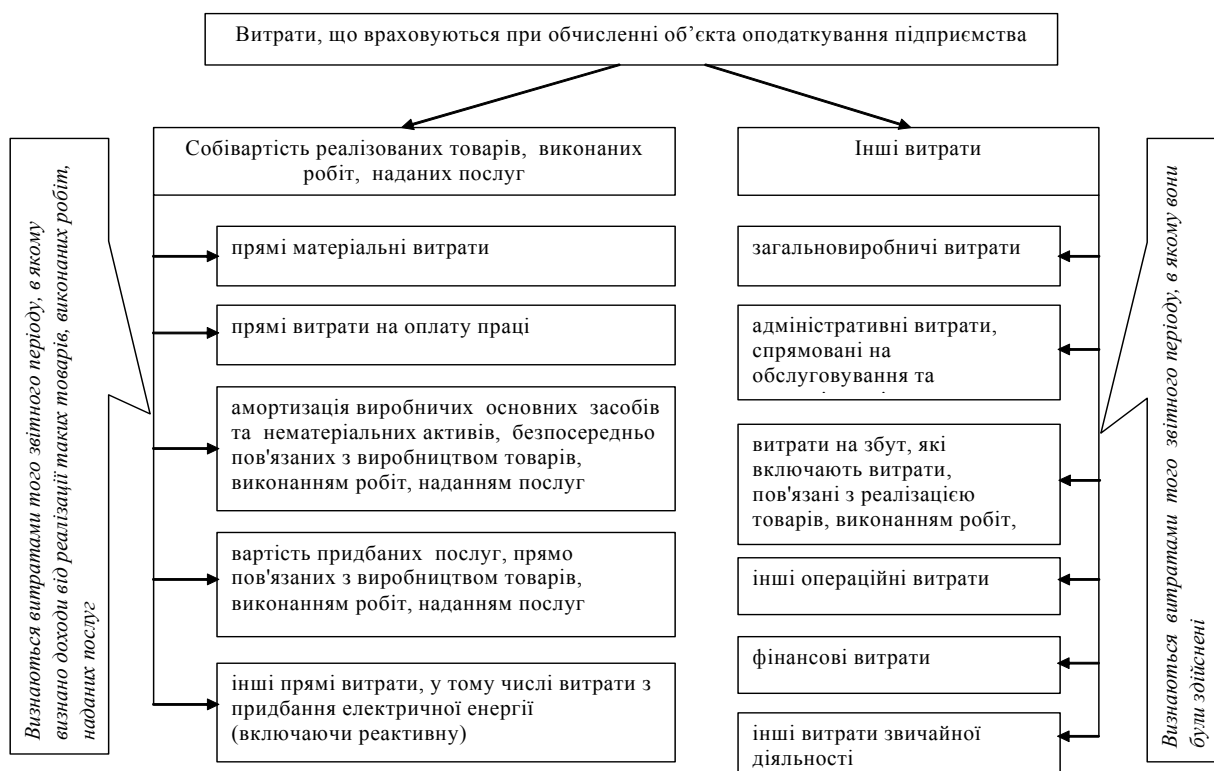 Витрати, що враховуються при обчисленні об’єкта оподаткування підприємства
Собівартість реалізованих товарів, виконаних
робіт, наданих послуг
прямі матеріальні витрати
прямі витрати на оплату праці
амортизація виробничих основних засобів
та нематеріальних активів, безпосередньо
пов'язаних з виробництвом товарів,
виконанням робіт, наданням послуг
вартість придбаних послуг, прямо
пов'язаних з виробництвом товарів,
виконанням робіт, наданням послуг
інші прямі витрати, у тому числі витрати з
придбання електричної енергії
(включаючи реактивну)
Визнаються витратами того звітного періоду, в якому
визнано доходи від реалізації таких товарів, виконаних робіт,
наданих послуг
Інші витрати
загальновиробничі витрати
адміністративні витрати,
спрямовані на
обслуговування та
витрати на збут, які
включають витрати,
пов'язані з реалізацією
товарів, виконанням робіт,
інші операційні витрати
фінансові витрати
інші витрати звичайної
діяльності
Визнаються витратами того звітного періоду, в якому вони
були здійснені